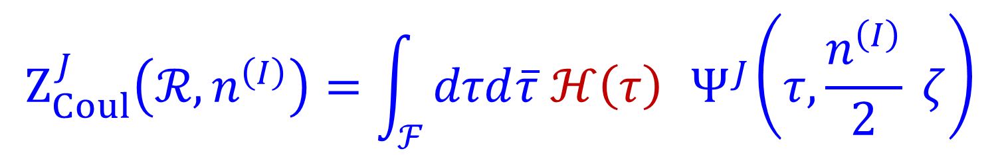 Z^J_Coul(ℛ, n^(I)) = ∫_ℱ dτdτ̄ ℋ(τ) Ψ^J(τ, n^(I)/2 ζ)